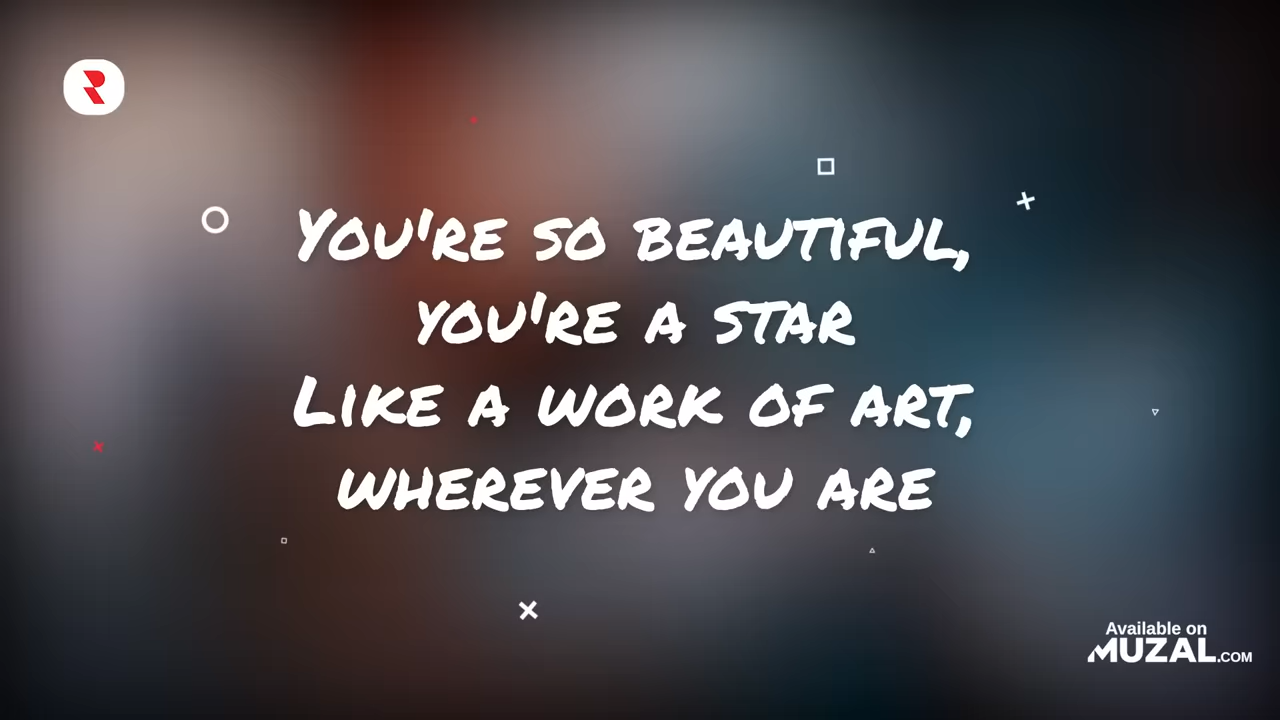 You're so beautiful,
you're a star
Like a work of art,
wherever you are
Available on
MUZAL.COM